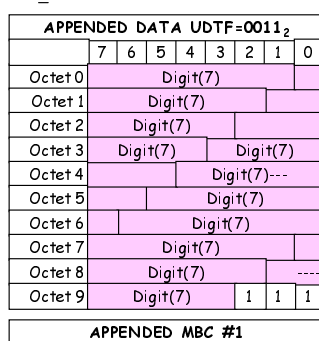 APPENDED DATA UDTF=0011₂
7 6 5 4 3 2 1 0
Octet 0 Digit(7)
Octet 1 Digit(7)
Octet 2 Digit(7)
Octet 3 Digit(7) Digit(7)
Octet 4 Digit(7)---
Octet 5 Digit(7)
Octet 6 Digit(7)
Octet 7 Digit(7)
Octet 8 Digit(7) ----
Octet 9 Digit(7) 1 1 1
APPENDED MBC #1